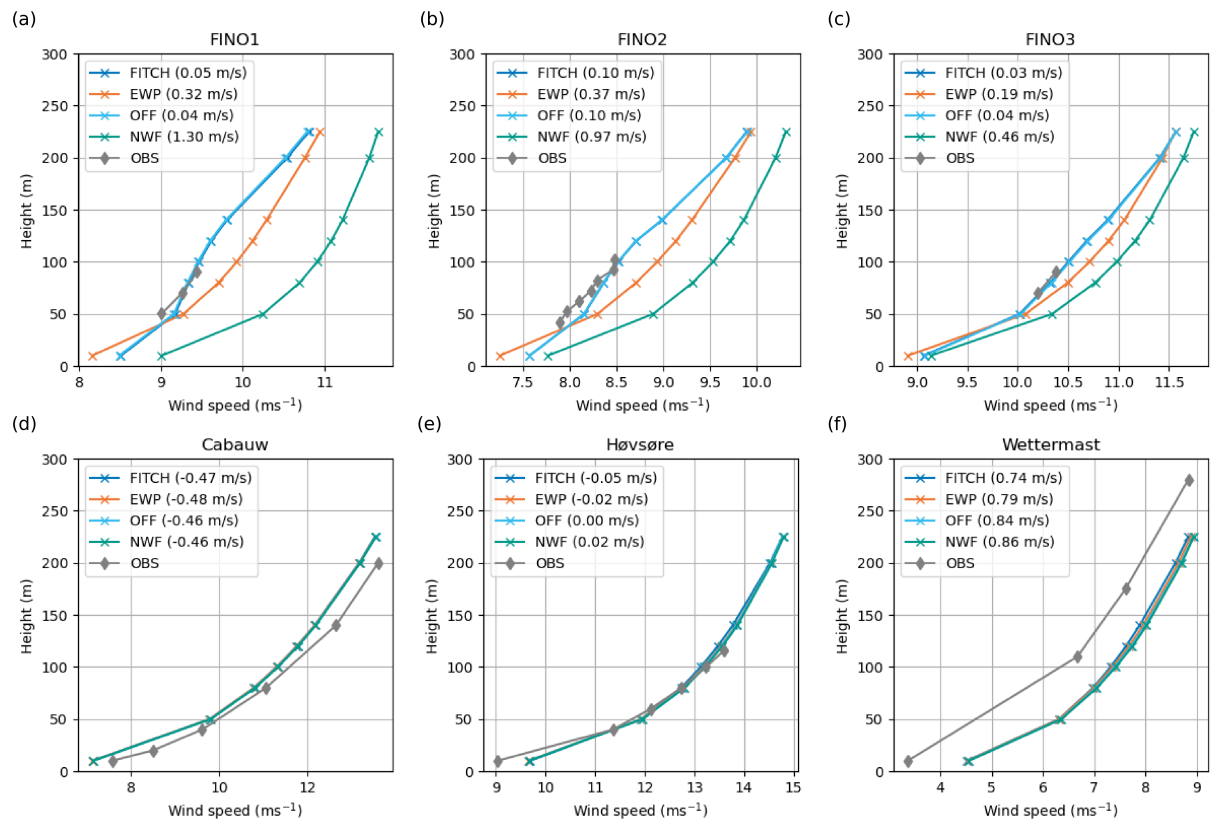 (a)
FINO1
FITCH (0.05 m/s)
EWP (0.32 m/s)
OFF (0.04 m/s)
NWF (1.30 m/s)
OBS
300
250
200
150
100
50
0
Height (m)
8 9 10 11
Wind speed (ms⁻¹)
(b)
FINO2
FITCH (0.10 m/s)
EWP (0.37 m/s)
OFF (0.10 m/s)
NWF (0.97 m/s)
OBS
300
250
200
150
100
50
0
Height (m)
7.5 8.0 8.5 9.0 9.5 10.0
Wind speed (ms⁻¹)
(c)
FINO3
FITCH (0.03 m/s)
EWP (0.19 m/s)
OFF (0.04 m/s)
NWF (0.46 m/s)
OBS
300
250
200
150
100
50
0
Height (m)
9.0 9.5 10.0 10.5 11.0 11.5
Wind speed (ms⁻¹)
(d)
Cabauw
FITCH (-0.47 m/s)
EWP (-0.48 m/s)
OFF (-0.46 m/s)
NWF (-0.46 m/s)
OBS
300
250
200
150
100
50
0
Height (m)
8 10 12
Wind speed (ms⁻¹)
(e)
Høvsøre
FITCH (-0.05 m/s)
EWP (-0.02 m/s)
OFF (0.00 m/s)
NWF (0.02 m/s)
OBS
300
250
200
150
100
50
0
Height (m)
9 10 11 12 13 14 15
Wind speed (ms⁻¹)
(f)
Wettermast
FITCH (0.74 m/s)
EWP (0.79 m/s)
OFF (0.84 m/s)
NWF (0.86 m/s)
OBS
300
250
200
150
100
50
0
Height (m)
4 5 6 7 8 9
Wind speed (ms⁻¹)